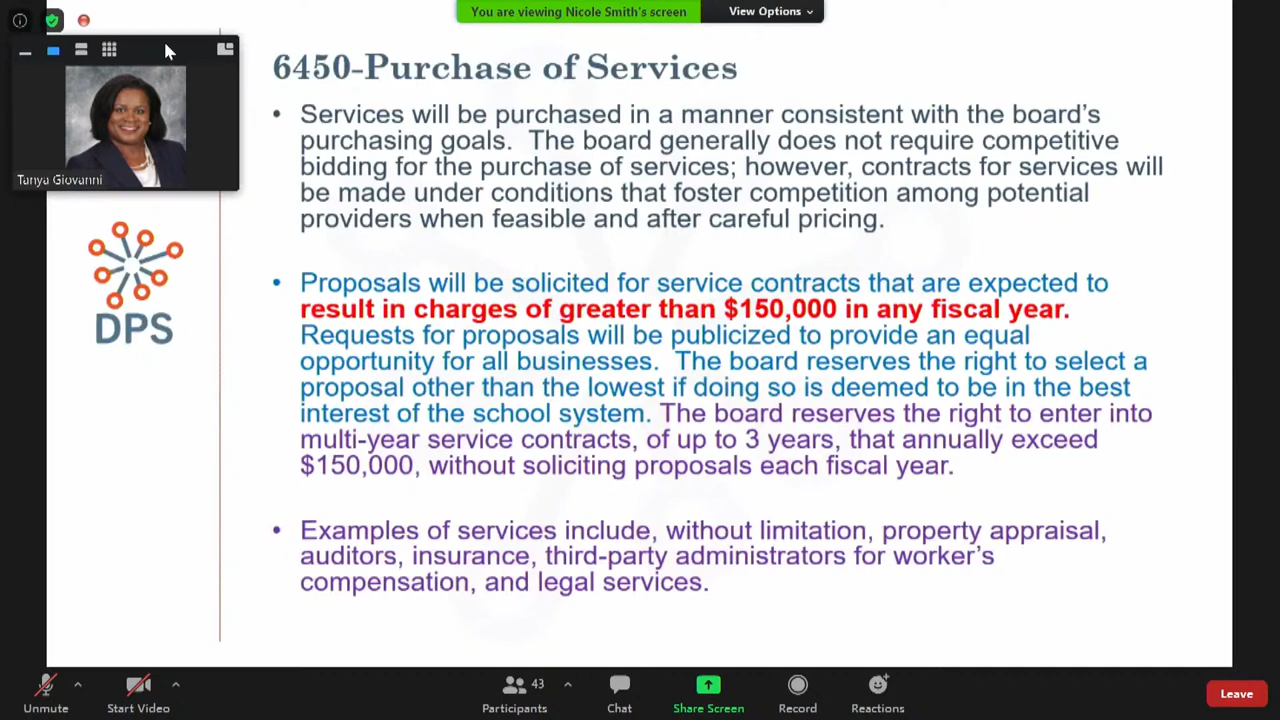 You are viewing Nicole Smith's screen
View Options
Tanya Giovanni
DPS
6450-Purchase of Services
• Services will be purchased in a manner consistent with the board's
purchasing goals. The board generally does not require competitive
bidding for the purchase of services; however, contracts for services will
be made under conditions that foster competition among potential
providers when feasible and after careful pricing.
• Proposals will be solicited for service contracts that are expected to
result in charges of greater than $150,000 in any fiscal year.
Requests for proposals will be publicized to provide an equal
opportunity for all businesses. The board reserves the right to select a
proposal other than the lowest if doing so is deemed to be in the best
interest of the school system. The board reserves the right to enter into
multi-year service contracts, of up to 3 years, that annually exceed
$150,000, without soliciting proposals each fiscal year.
• Examples of services include, without limitation, property appraisal,
auditors, insurance, third-party administrators for worker's
compensation, and legal services.
Unmute
Start Video
43
Participants
Chat
Share Screen
Record
Reactions
Leave